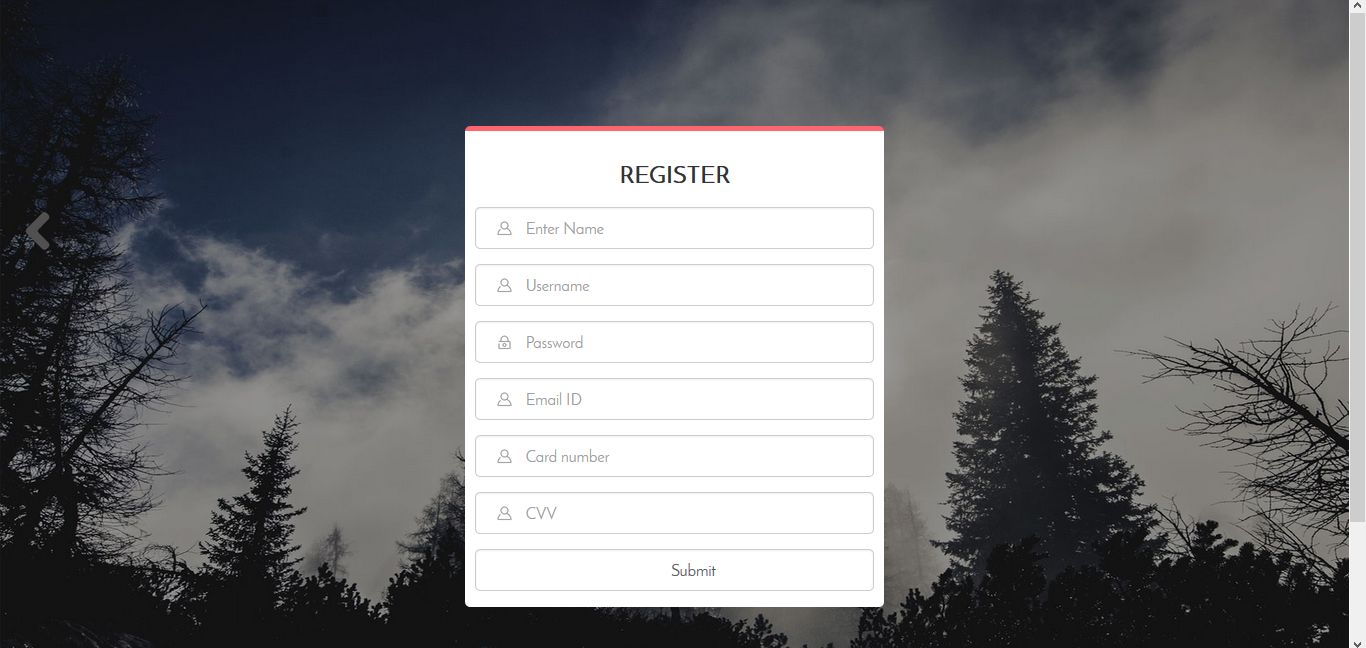 REGISTER
Enter Name
Username
Password
Email ID
Card number
CVV
Submit